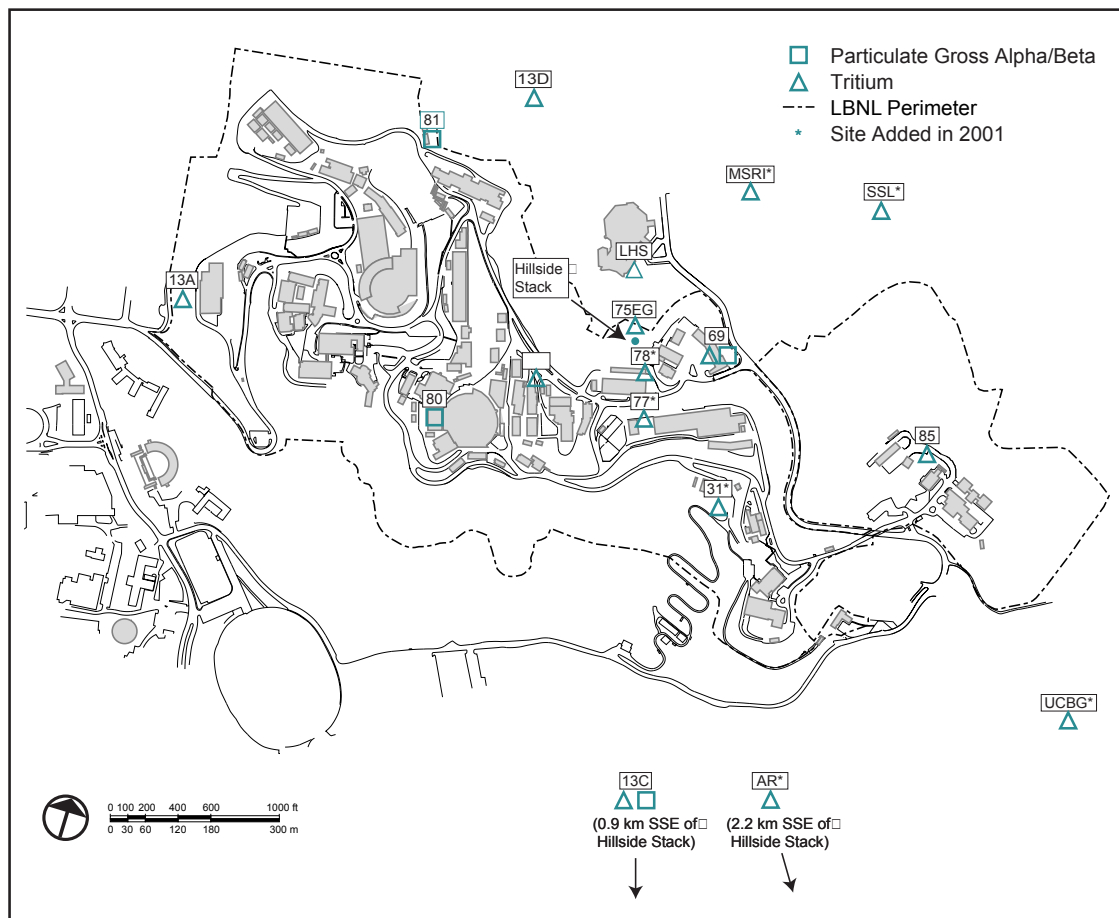 Particulate Gross Alpha/Beta
Tritium
LBNL Perimeter
* Site Added in 2001
13D
81
MSRI*
SSL*
LHS
Hillside
Stack
13A
75EG
69
78*
80
77*
85
31*
UCBG*
13C
AR*
(0.9 km SSE of
Hillside Stack)
(2.2 km SSE of
Hillside Stack)
0 100 200 400 600 1000 ft
0 30 60 120 180 300 m